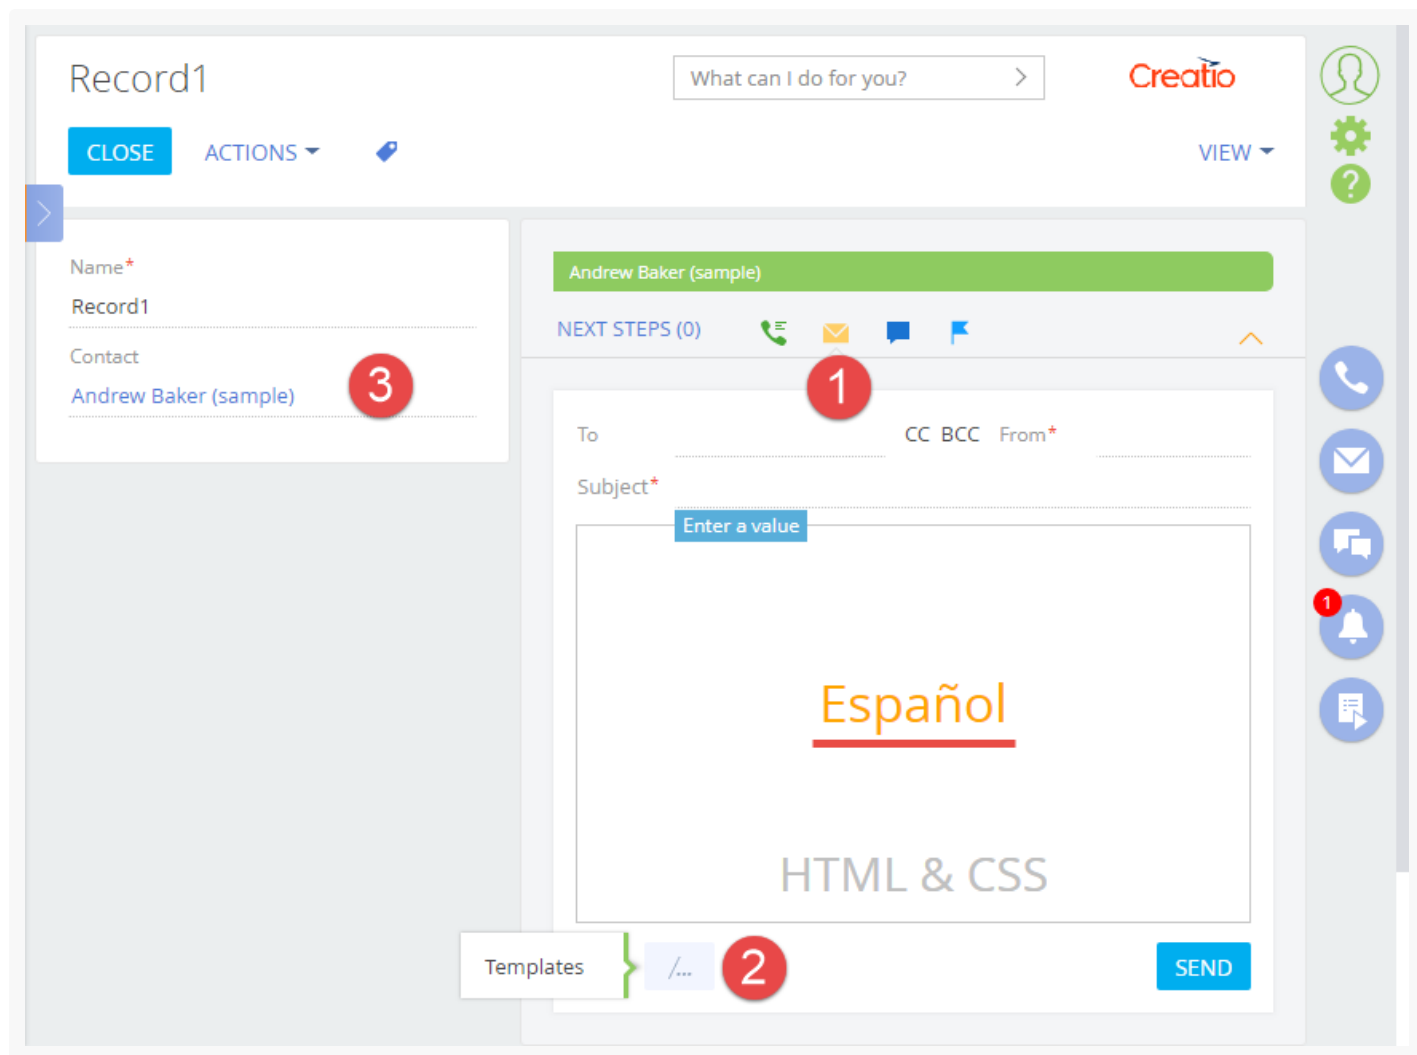 Record1
What can I do for you?
Creatio
CLOSE
ACTIONS
VIEW
Name*
Record1
Contact
Andrew Baker (sample)
3
Andrew Baker (sample)
NEXT STEPS (0)
1
To
CC BCC From*
Subject*
Enter a value
Español
HTML & CSS
Templates
/...
2
SEND
?
1